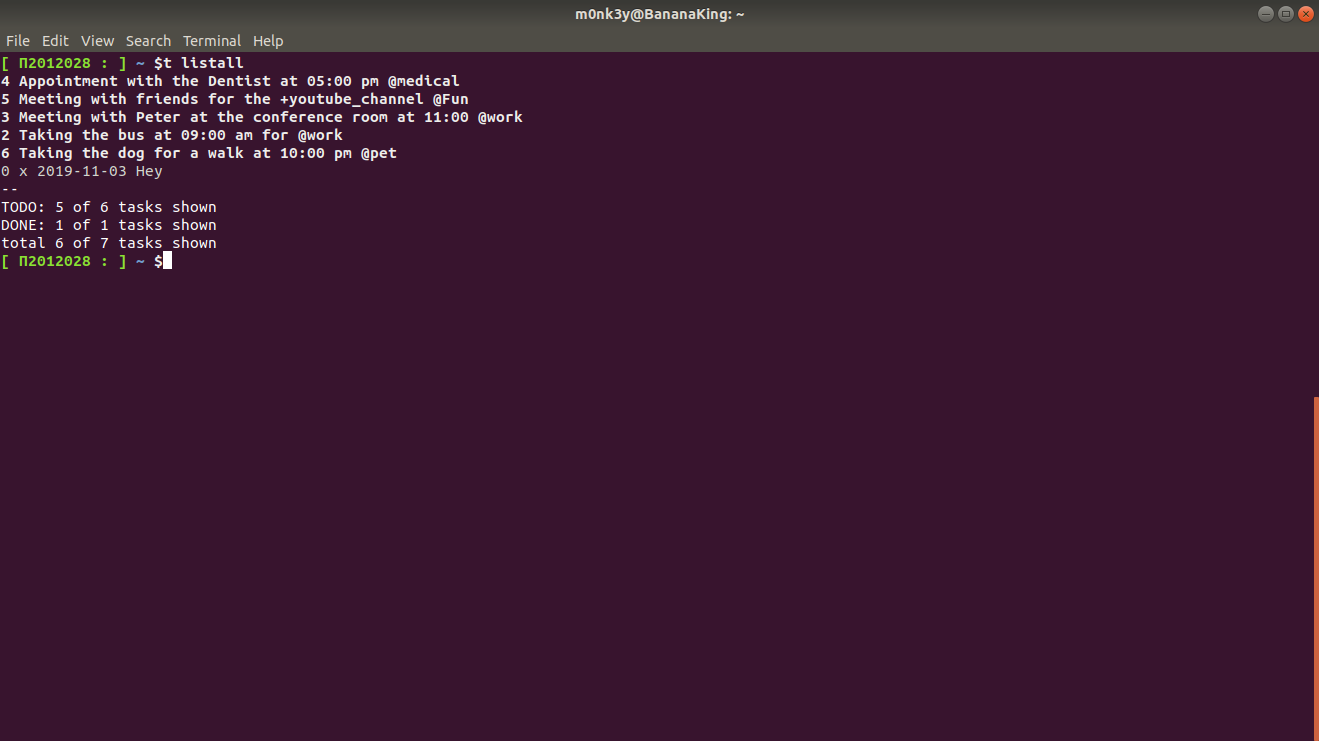 m0nk3y@BananaKing: ~
File Edit View Search Terminal Help
[ Π2012028 : ] ~ $t listall
4 Appointment with the Dentist at 05:00 pm @medical
5 Meeting with friends for the +youtube_channel @Fun
3 Meeting with Peter at the conference room at 11:00 @work
2 Taking the bus at 09:00 am for @work
6 Taking the dog for a walk at 10:00 pm @pet
0 x 2019-11-03 Hey
--
TODO: 5 of 6 tasks shown
DONE: 1 of 1 tasks shown
total 6 of 7 tasks shown
[ Π2012028 : ] ~ $